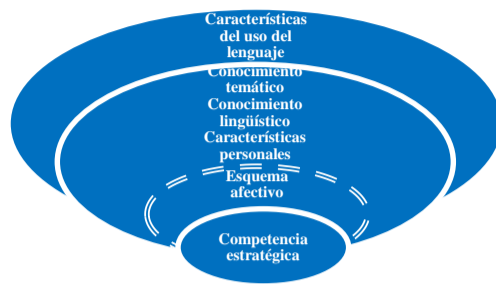 Características
del uso del
lenguaje
Conocimiento
temático
Conocimiento
lingüístico
Características
personales
Esquema
afectivo
Competencia
estratégica